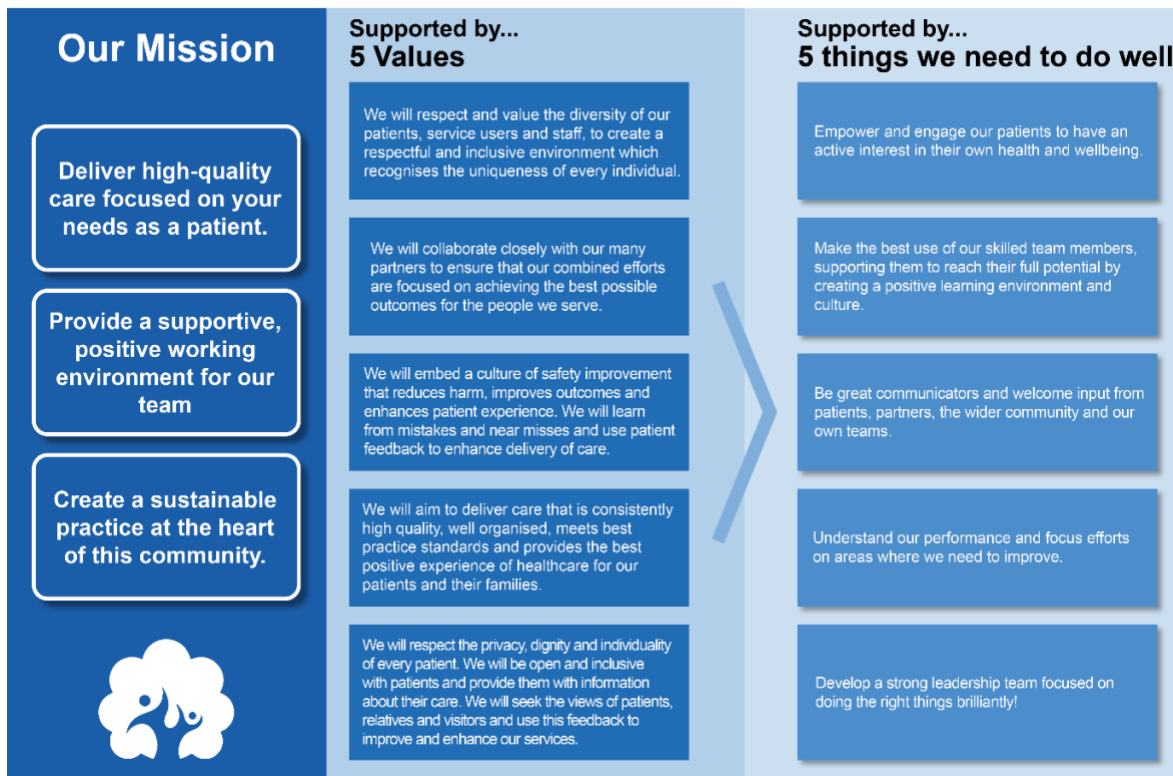 Our Mission
Deliver high-quality
care focused on your
needs as a patient.
Provide a supportive,
positive working
environment for our
team
Create a sustainable
practice at the heart
of this community.
Supported by...
5 Values
We will respect and value the diversity of our
patients, service users and staff, to create a
respectful and inclusive environment which
recognises the uniqueness of every individual.
We will collaborate closely with our many
partners to ensure that our combined efforts
are focused on achieving the best possible
outcomes for the people we serve.
We will embed a culture of safety improvement
that reduces harm, improves outcomes and
enhances patient experience. We will learn
from mistakes and near misses and use patient
feedback to enhance delivery of care.
We will aim to deliver care that is consistently
high quality, well organised, meets best
practice standards and provides the best
positive experience of healthcare for our
patients and their families.
We will respect the privacy, dignity and individuality
of every patient. We will be open and inclusive
with patients and provide them with information
about their care. We will seek the views of patients,
relatives and visitors and use this feedback to
improve and enhance our services.
Supported by...
5 things we need to do well
Empower and engage our patients to have an
active interest in their own health and wellbeing.
Make the best use of our skilled team members,
supporting them to reach their full potential by
creating a positive learning environment and
culture.
Be great communicators and welcome input from
patients, partners, the wider community and our
own teams.
Understand our performance and focus efforts
on areas where we need to improve.
Develop a strong leadership team focused on
doing the right things brilliantly!